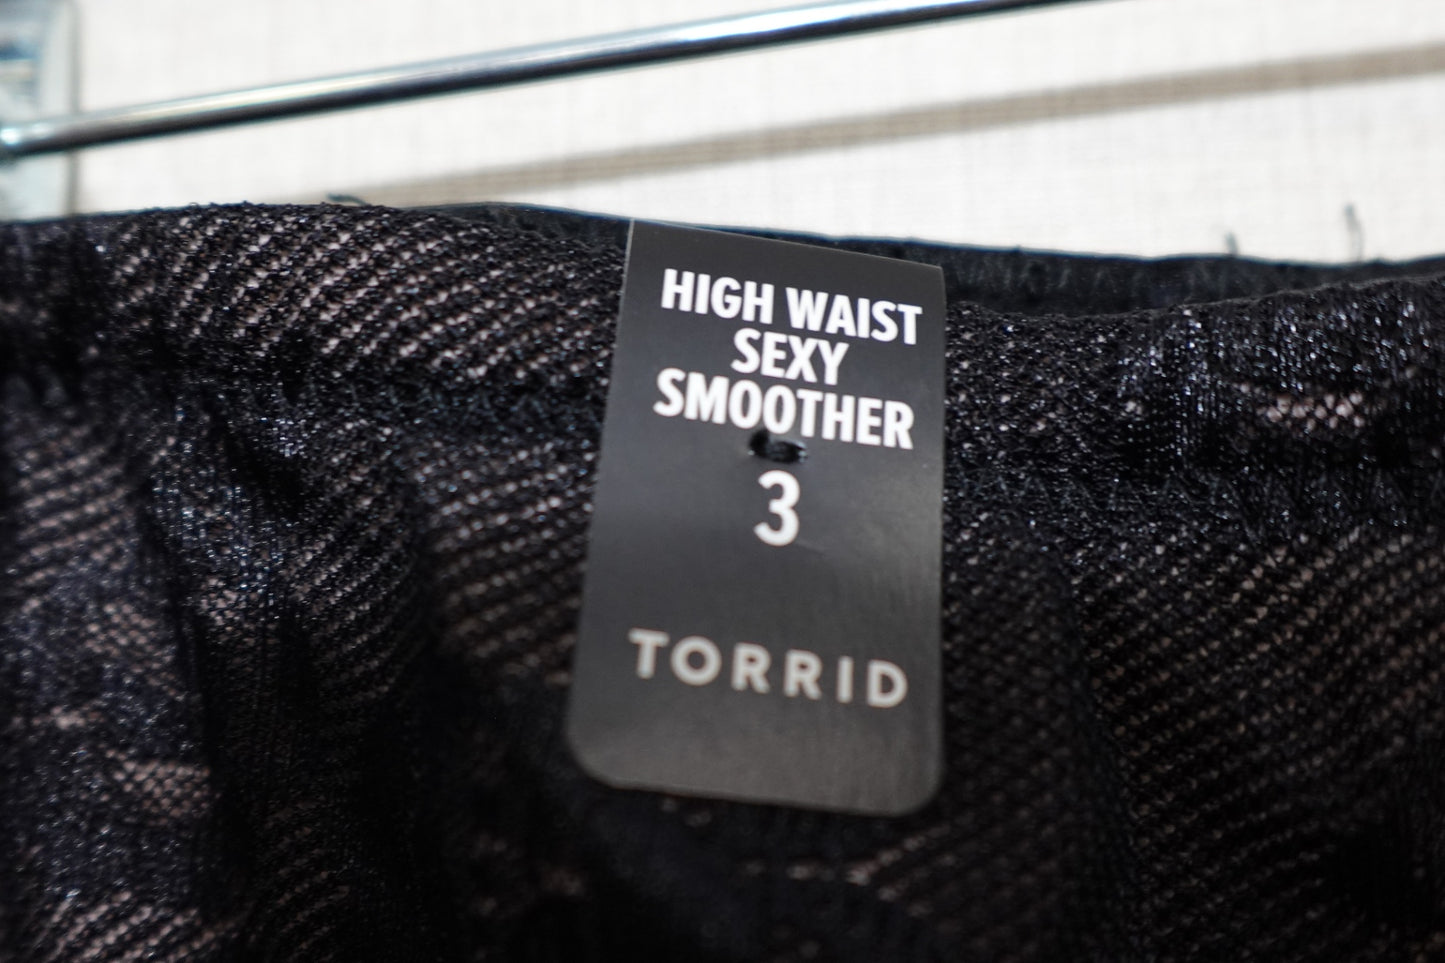 HIGH WAIST
SEXY
SMOOTHER
3
TORRID